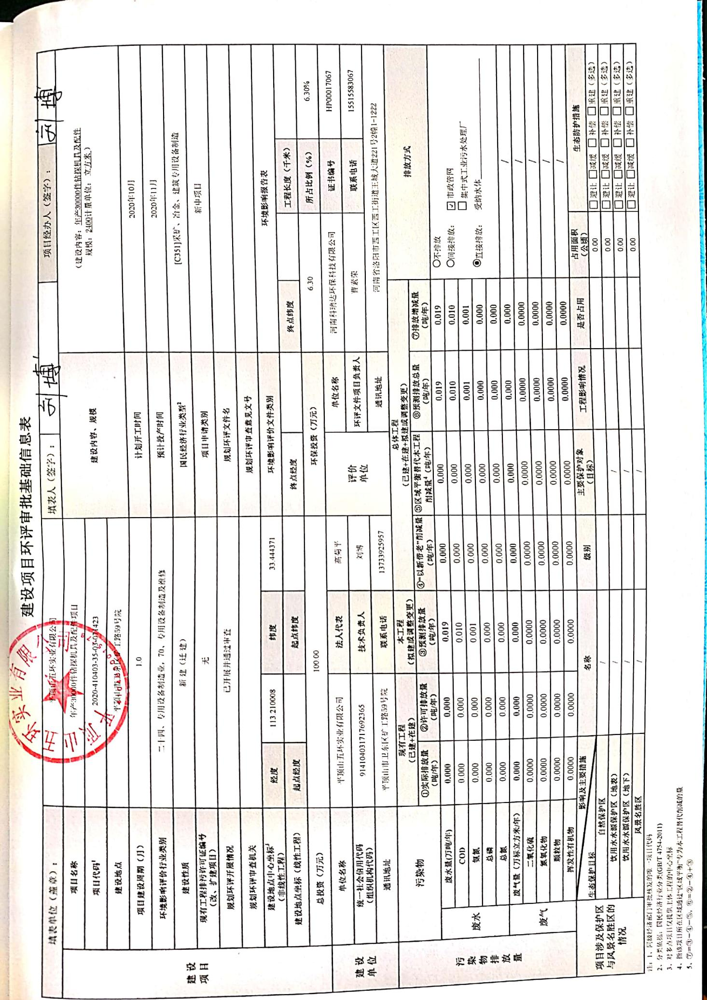 建设项目环评审批基础信息表
填表单位（盖章）： 平顶山五环实业有限公司 填表人（签字）： 刘博 项目经办人（签字）： 刘博
建设项目
项目名称 年产30000件钻探机具及配件项目
项目代码¹ 2020-410403-35-03-071423
建设地点 平顶山市卫东区矿工路59号院
建设内容、规模 （建设内容：年产30000件钻探机具及配件
规模：2400计量单位：立方米）
项目建设周期（月） 1.0 计划开工时间 2020年10月
环境影响评价行业类别 二十四、专用设备制造业，70、专用设备制造及维修 预计投产时间 2020年11月
建设性质 新建（迁建） 国民经济行业类型² [C351]采矿、冶金、建筑专用设备制造
现有工程排污许可证编号
（改、扩建项目） 无 项目申请类别 新申项目
规划环评开展情况 已开展并通过审查 规划环评文件名
规划环评审查机关 规划环评审查意见文号
建设地点中心坐标³
（非线性工程） 经度 113.210008 纬度 33.444371 环境影响评价文件类别 环境影响报告表
建设地点坐标（线性工程） 起点经度 起点纬度 终点经度 终点纬度 工程长度（千米）
总投资（万元） 100.00 环保投资（万元） 6.30 所占比例（%） 6.30%
建设单位
单位名称 平顶山五环实业有限公司 法人代表 高菊平
统一社会信用代码
（组织机构代码） 914104031717692365 技术负责人 刘博
通讯地址 平顶山市卫东区矿工路59号院 联系电话 13733925957
评价单位
单位名称 河南科瑞达环保科技有限公司 证书编号 HP00017067
环评文件项目负责人 曹素荣 联系电话 15515583067
通讯地址 河南省洛阳市西工区西工街道王城大道221号2幢1-1222
污染物排放量
污染物 现有工程
（已建+在建） 本工程
（拟建或调整变更） 总体工程
（已建+在建+拟建或调整变更） 排放方式
①实际排放量
（吨/年） ②许可排放量
（吨/年） ③预测排放量
（吨/年） ④“以新带老”削减量
（吨/年） ⑤区域平衡替代本工程
削减量⁴（吨/年） ⑥预测排放总量
（吨/年） ⑦排放增减量
（吨/年）
废水
废水量(万吨/年) 0.000 0.000 0.019 0.000 0.000 0.019 0.019
COD 0.000 0.000 0.010 0.000 0.000 0.010 0.010
氨氮 0.000 0.000 0.001 0.000 0.000 0.001 0.001
总磷 0.000 0.000 0.000 0.000 0.000 0.000 0.000
总氮 0.000 0.000 0.000 0.000 0.000 0.000 0.000
○不排放
○间接排放： ☑市政管网
□集中式工业污水处理厂
◉直接排放： 受纳水体
废气
废气量（万标立方米/年） 0.000 0.000 0.000 0.000 0.000 0.000 0.000 /
二氧化硫 0.0000 0.0000 0.0000 0.0000 0.0000 0.0000 0.0000 /
氮氧化物 0.0000 0.0000 0.0000 0.0000 0.0000 0.0000 0.0000 /
颗粒物 0.0000 0.0000 0.0000 0.0000 0.0000 0.0000 0.0000 /
挥发性有机物 0.0000 0.0000 0.0000 0.0000 0.0000 0.0000 0.0000 /
项目涉及保护区
与风景名胜区的
情况
影响及主要措施
生态保护目标 名称 级别 主要保护对象
（目标） 工程影响情况 是否占用 占用面积
（公顷） 生态防护措施
自然保护区 / 0.00 □避让 □减缓 □补偿 □重建（多选）
饮用水水源保护区（地表） / / 0.00 □避让 □减缓 □补偿 □重建（多选）
饮用水水源保护区（地下） / / 0.00 □避让 □减缓 □补偿 □重建（多选）
风景名胜区 / / 0.00 □避让 □减缓 □补偿 □重建（多选）
注：1、同级经济部门审批核发的唯一项目代码
2、分类依据：国民经济行业分类(GB/T 4754-2011)
3、对多点项目仅提供主体工程的中心坐标
4、指该项目所在区域通过“区域平衡”专为本工程替代削减的量
5、⑦=③-④-⑤，⑥=②-④+③
平顶山五环实业有限公司